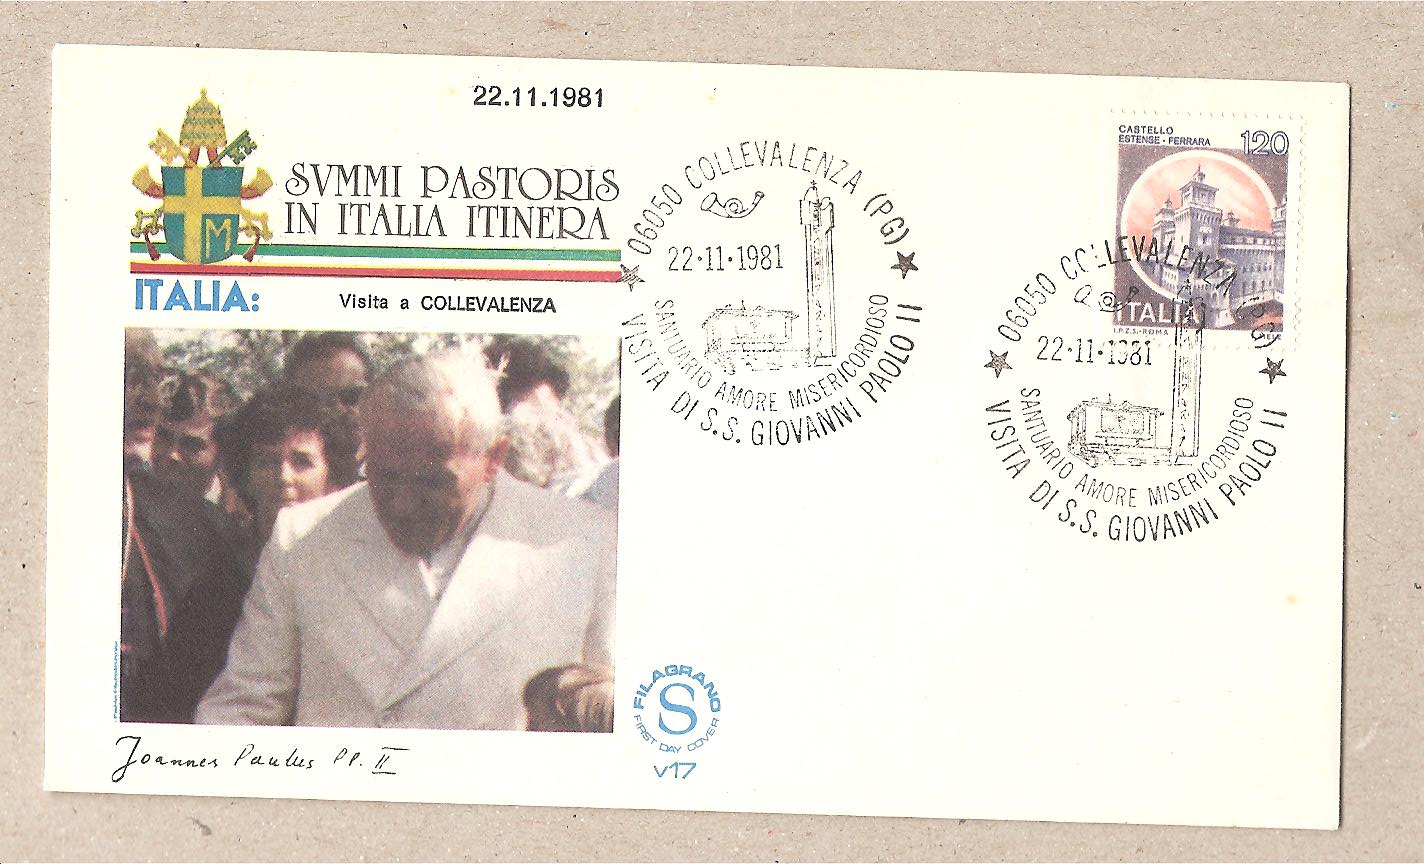 22.11.1981
SVMMI PASTORIS
IN ITALIA ITINERA
M
ITALIA:
Visita a COLLEVALENZA
Joannes Paulus PP. II
FILAGRANO
S
FIRST DAY COVER
V17
06050 COLLEVALENZA (PG)
22·11·1981
SANTUARIO AMORE MISERICORDIOSO
VISITA DI S.S. GIOVANNI PAOLO II
CASTELLO
ESTENSE - FERRARA
120
ITALIA
I.P.Z.S.-ROMA
06050 COLLEVALENZA (PG)
22·11·1981
SANTUARIO AMORE MISERICORDIOSO
VISITA DI S.S. GIOVANNI PAOLO II